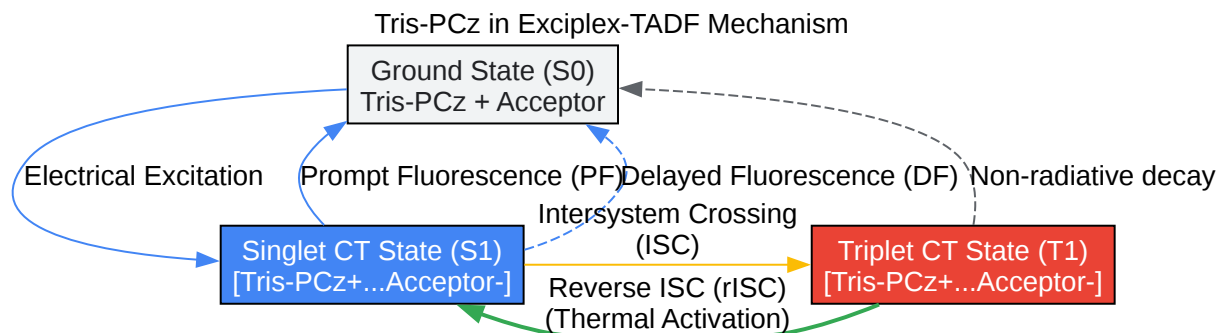 Tris-PCz in Exciplex-TADF Mechanism
Ground State (S0)
Tris-PCz + Acceptor
Electrical Excitation
Prompt Fluorescence (PF)
Delayed Fluorescence (DF)
Non-radiative decay
Intersystem Crossing
(ISC)
Singlet CT State (S1)
[Tris-PCz+...Acceptor-]
Triplet CT State (T1)
[Tris-PCz+...Acceptor-]
Reverse ISC (rISC)
(Thermal Activation)